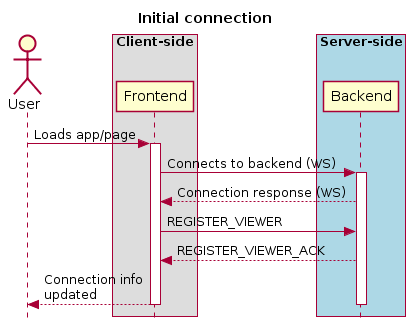 Initial connection
Client-side
Server-side
User
Frontend
Backend
Loads app/page
Connects to backend (WS)
Connection response (WS)
REGISTER_VIEWER
REGISTER_VIEWER_ACK
Connection info
updated